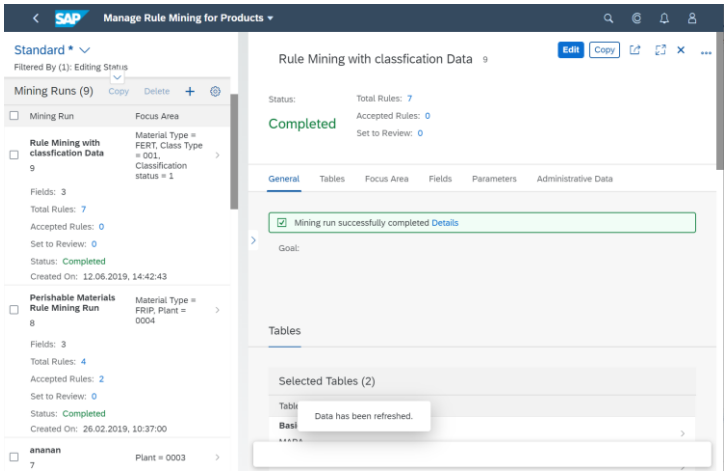 SAP Manage Rule Mining for Products
Standard *
Filtered By (1): Editing Status
Mining Runs (9) Copy Delete
Mining Run Focus Area
Rule Mining with
classfication Data
9
Material Type =
FERT, Class Type
= 001,
Classification
status = 1
Fields: 3
Total Rules: 7
Accepted Rules: 0
Set to Review: 0
Status: Completed
Created On: 12.06.2019, 14:42:43
Perishable Materials
Rule Mining Run
8
Material Type =
FRIP, Plant =
0004
Fields: 3
Total Rules: 4
Accepted Rules: 2
Set to Review: 0
Status: Completed
Created On: 26.02.2019, 10:37:00
ananan
7
Plant = 0003
Rule Mining with classfication Data 9
Edit Copy
Status:
Completed
Total Rules: 7
Accepted Rules: 0
Set to Review: 0
General Tables Focus Area Fields Parameters Administrative Data
Mining run successfully completed Details
Goal:
Tables
Selected Tables (2)
Data has been refreshed.
MARA